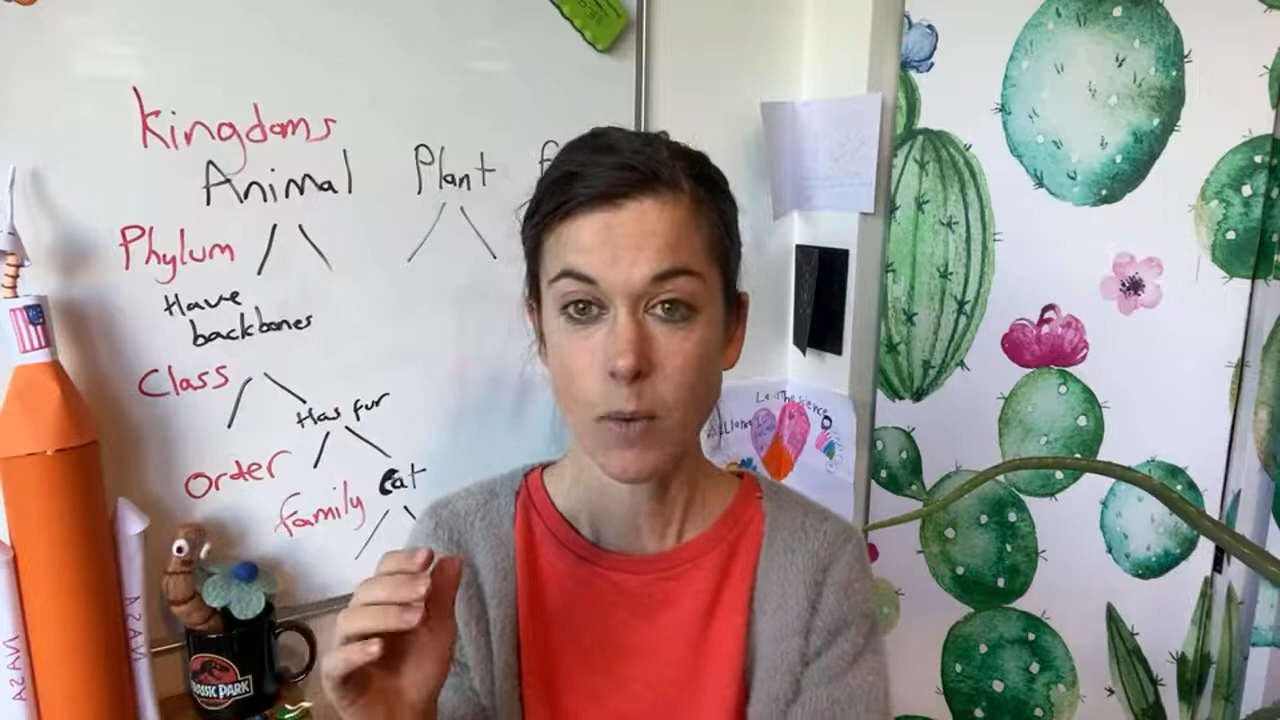 Kingdoms
Animal Plant f
Phylum
Have
backbones
Class
Has fur
Order
family
Cat
JURASSIC PARK
NASA
NASA